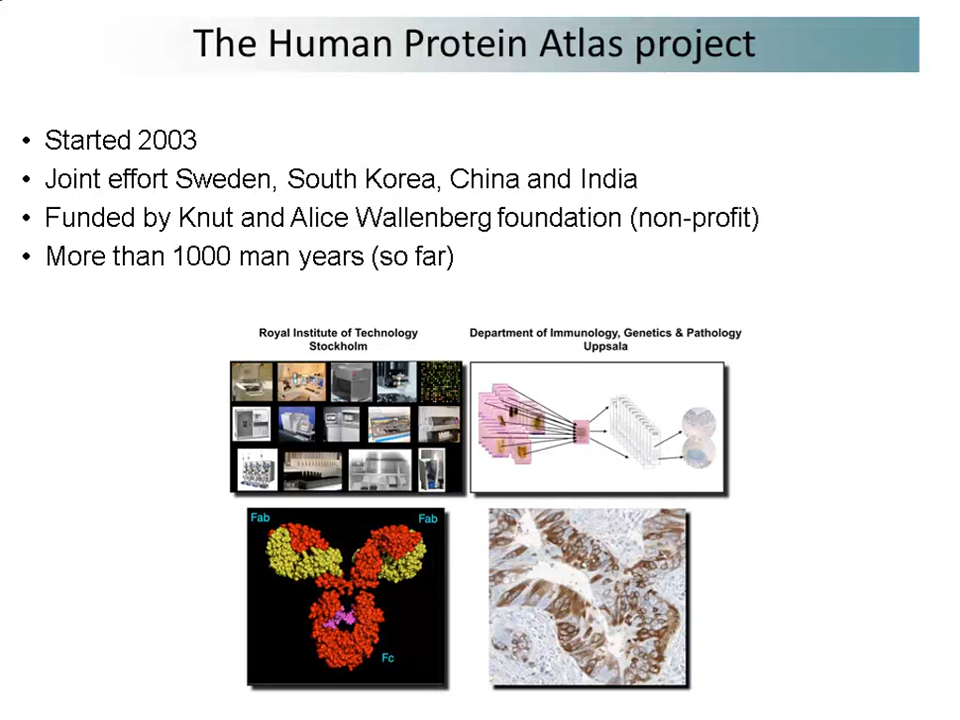 The Human Protein Atlas project
• Started 2003
• Joint effort Sweden, South Korea, China and India
• Funded by Knut and Alice Wallenberg foundation (non-profit)
• More than 1000 man years (so far)
Royal Institute of Technology
Stockholm
Department of Immunology, Genetics & Pathology
Uppsala
Fab
Fab
Fc